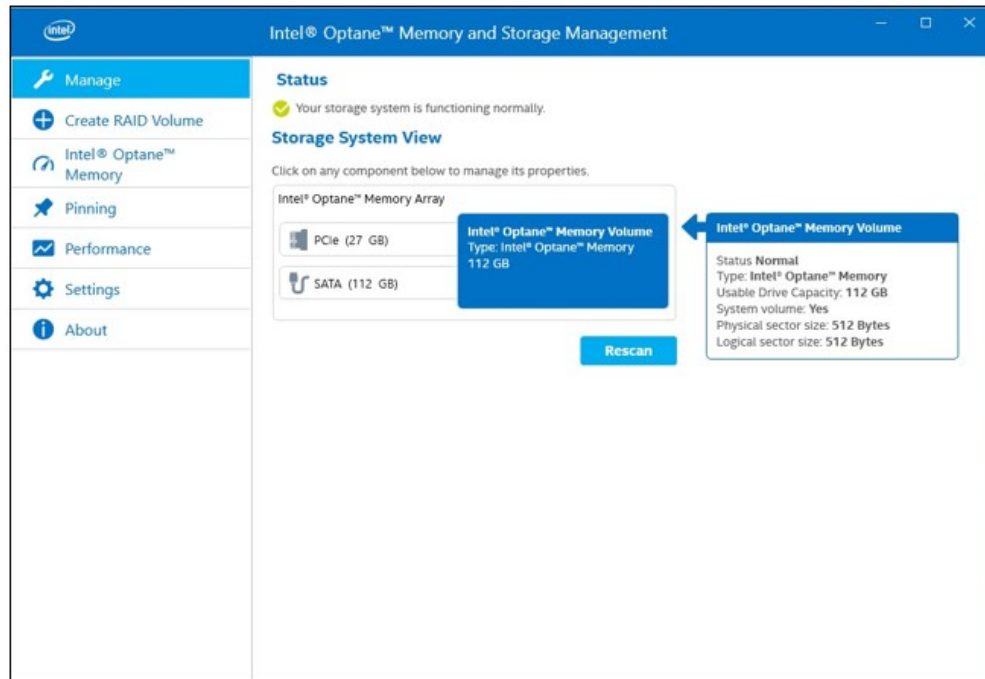 intel
Intel® Optane™ Memory and Storage Management
Manage
Create RAID Volume
Intel® Optane™
Memory
Pinning
Performance
Settings
About
Status
Your storage system is functioning normally.
Storage System View
Click on any component below to manage its properties.
Intel® Optane™ Memory Array
PCIe (27 GB)
SATA (112 GB)
Intel® Optane™ Memory Volume
Type: Intel® Optane™ Memory
112 GB
Rescan
Intel® Optane™ Memory Volume
Status Normal
Type: Intel® Optane™ Memory
Usable Drive Capacity: 112 GB
System volume: Yes
Physical sector size: 512 Bytes
Logical sector size: 512 Bytes